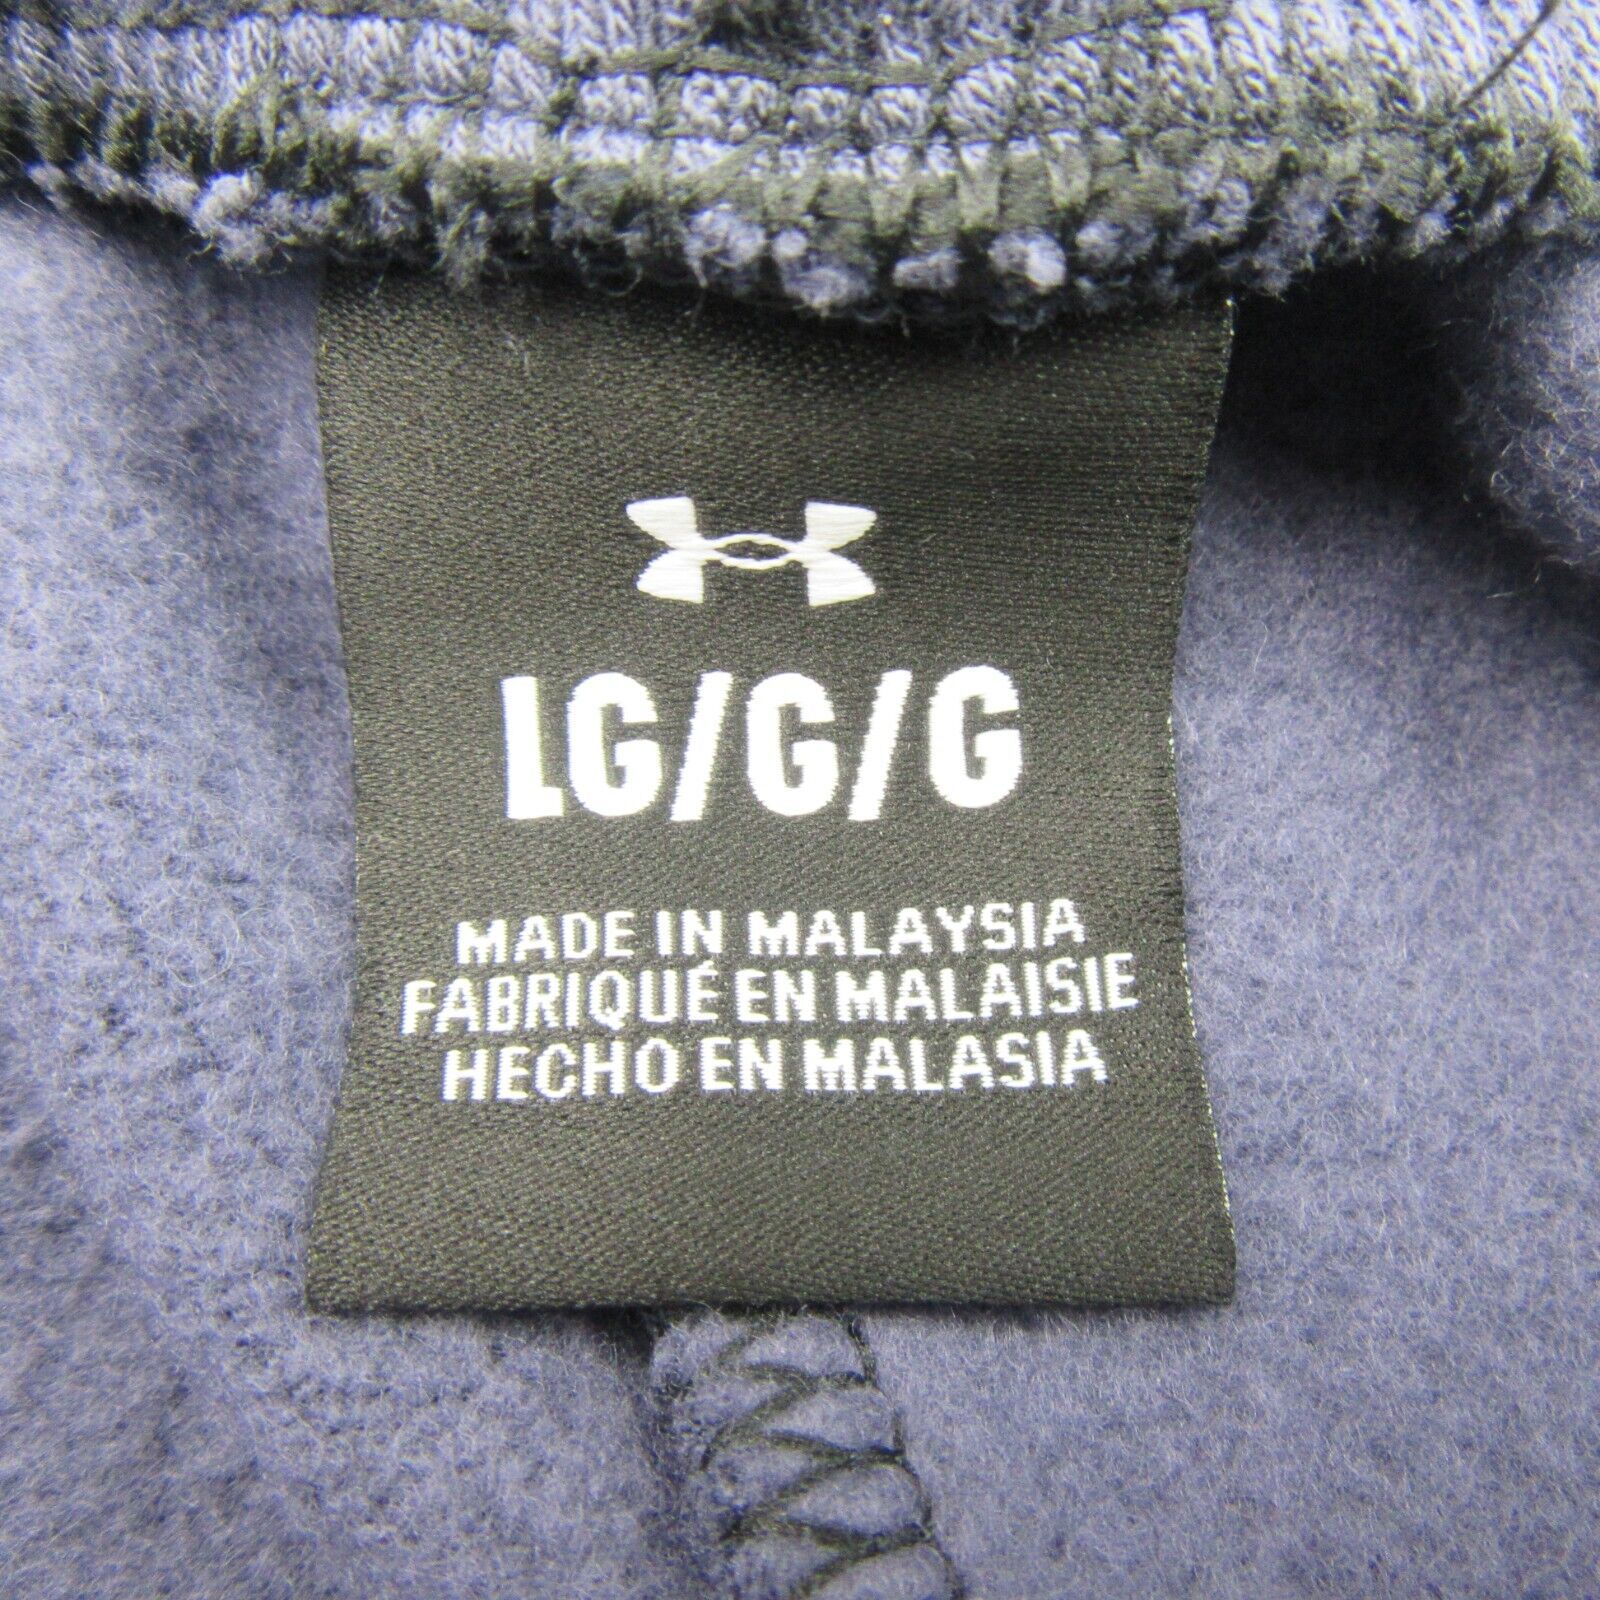 LG/G/G
MADE IN MALAYSIA
FABRIQUÉ EN MALAISIE
HECHO EN MALASIA